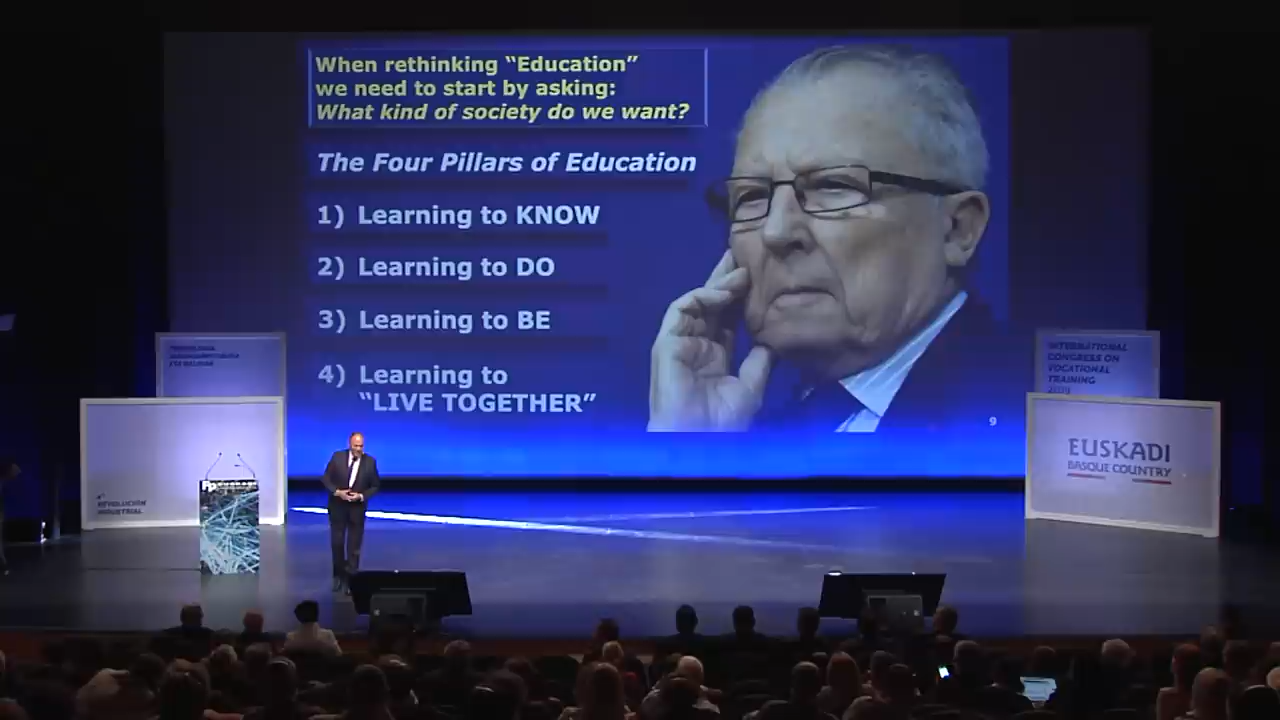 When rethinking “Education”
we need to start by asking:
What kind of society do we want?
The Four Pillars of Education
1) Learning to KNOW
2) Learning to DO
3) Learning to BE
4) Learning to
“LIVE TOGETHER”
9
INTERNATIONAL
CONGRESS ON
VOCATIONAL
TRAINING
EUSKADI
BASQUE COUNTRY
REVOLUCIÓN
INDUSTRIAL